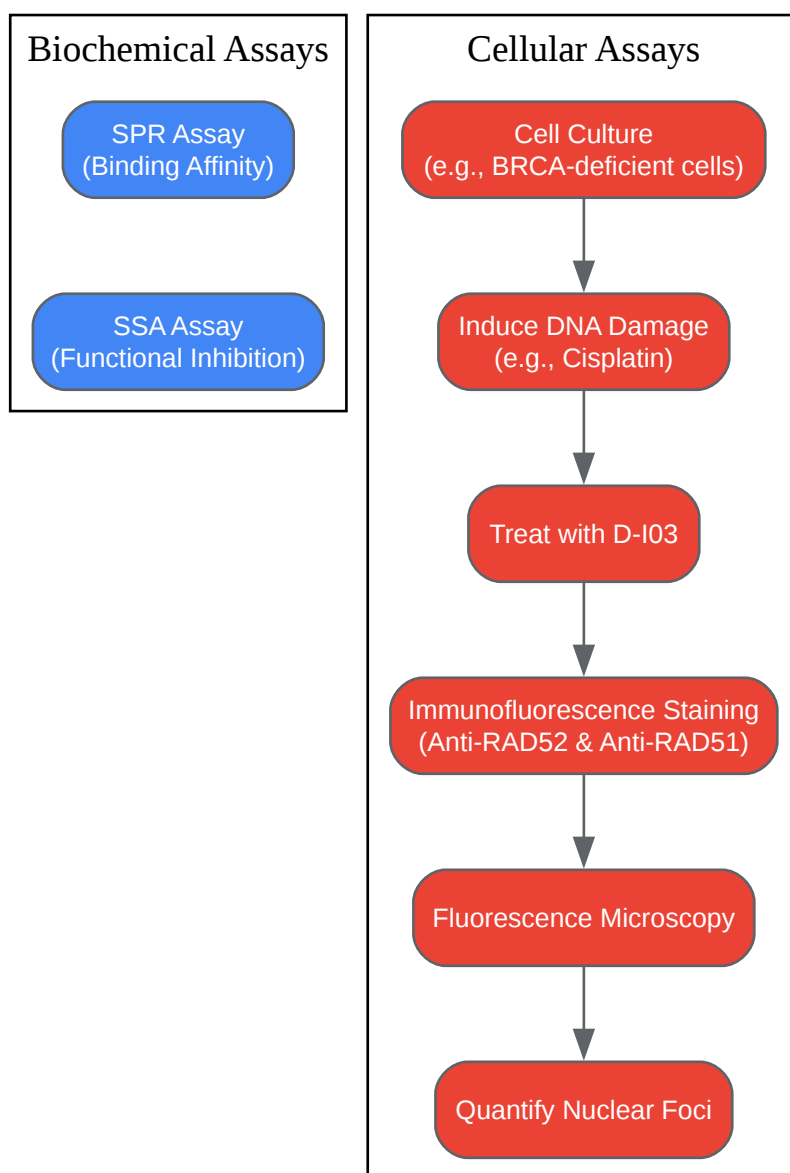 Biochemical Assays
SPR Assay
(Binding Affinity)
SSA Assay
(Functional Inhibition)
Cellular Assays
Cell Culture
(e.g., BRCA-deficient cells)
Induce DNA Damage
(e.g., Cisplatin)
Treat with D-I03
Immunofluorescence Staining
(Anti-RAD52 & Anti-RAD51)
Fluorescence Microscopy
Quantify Nuclear Foci